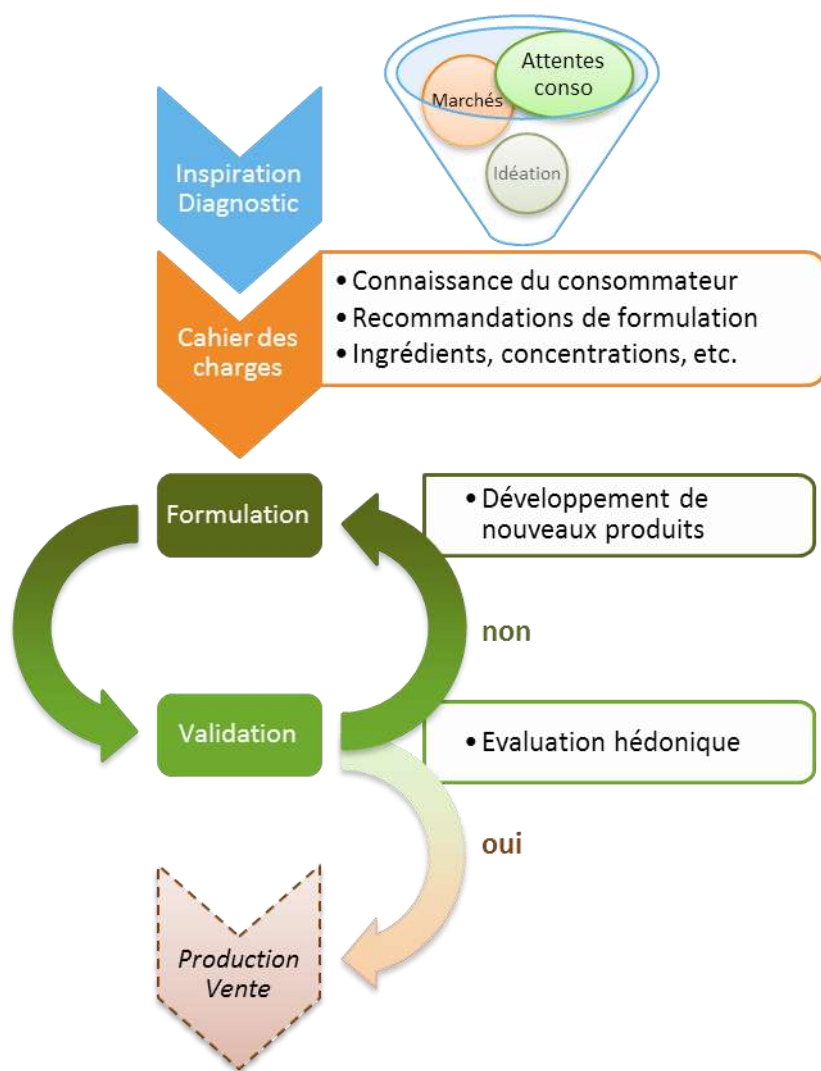 Attentes
conso
Marchés
Idéation
Inspiration
Diagnostic
Cahier des
charges
• Connaissance du consommateur
• Recommandations de formulation
• Ingrédients, concentrations, etc.
Formulation
• Développement de
nouveaux produits
non
Validation
• Evaluation hédonique
oui
Production
Vente